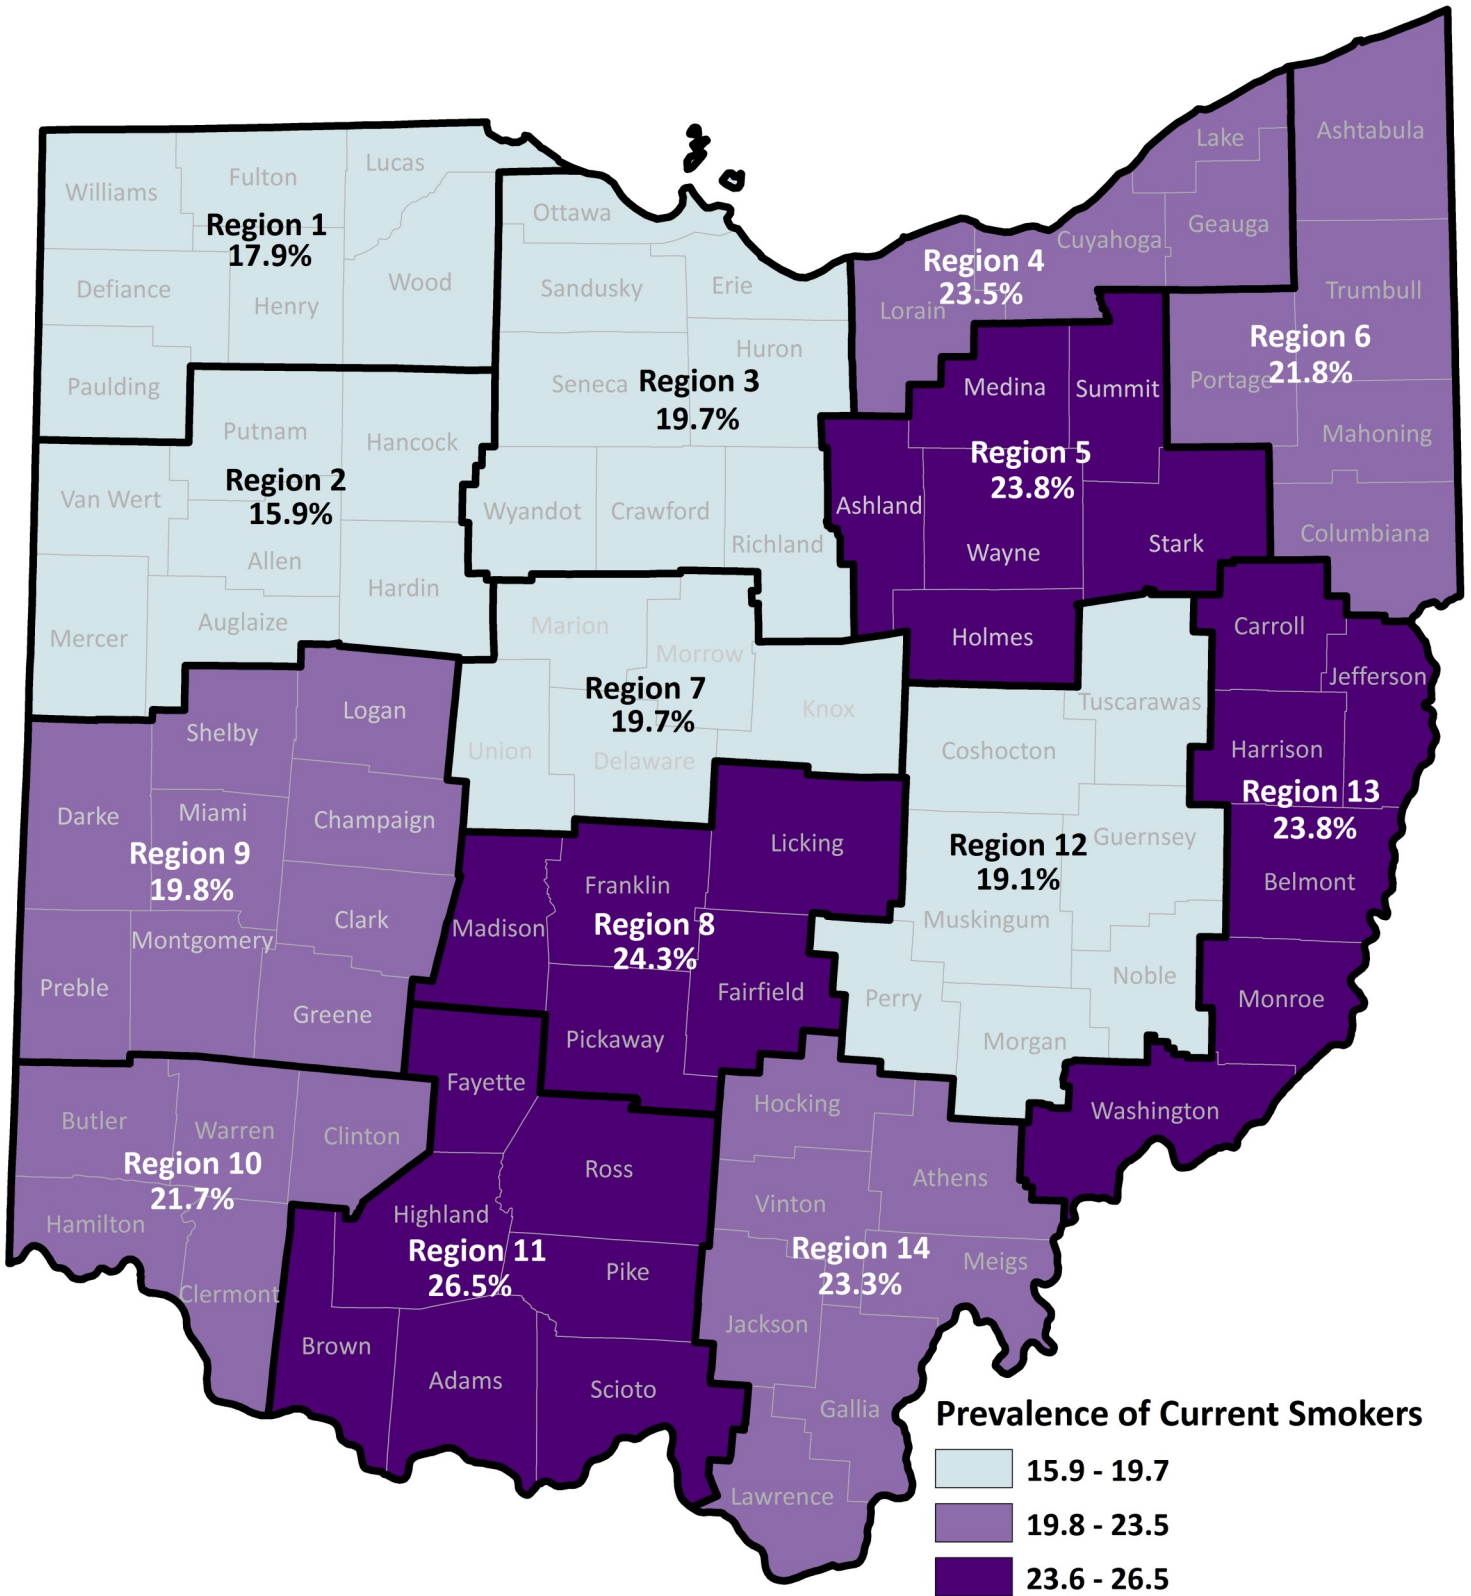 Lake
Ashtabula
Williams
Fulton
Lucas
Region 1
17.9%
Ottawa
Geauga
Cuyahoga
Region 4
23.5%
Lorain
Defiance
Henry
Wood
Sandusky
Erie
Trumbull
Region 6
21.8%
Portage
Paulding
Huron
Seneca
Region 3
19.7%
Medina
Summit
Mahoning
Putnam
Hancock
Region 2
15.9%
Van Wert
Region 5
23.8%
Wyandot
Crawford
Richland
Ashland
Wayne
Stark
Columbiana
Allen
Hardin
Auglaize
Mercer
Marion
Morrow
Holmes
Carroll
Jefferson
Region 7
19.7%
Knox
Union
Delaware
Tuscarawas
Coshocton
Harrison
Region 13
23.8%
Shelby
Logan
Darke
Miami
Champaign
Region 9
19.8%
Licking
Region 12
19.1%
Guernsey
Belmont
Franklin
Region 8
24.3%
Madison
Clark
Montgomery
Muskingum
Preble
Greene
Fairfield
Perry
Noble
Monroe
Pickaway
Morgan
Fayette
Hocking
Washington
Butler
Warren
Clinton
Region 10
21.7%
Ross
Athens
Vinton
Hamilton
Highland
Region 11
26.5%
Pike
Region 14
23.3%
Meigs
Clermont
Brown
Adams
Scioto
Jackson
Gallia
Lawrence
Prevalence of Current Smokers
15.9 - 19.7
19.8 - 23.5
23.6 - 26.5